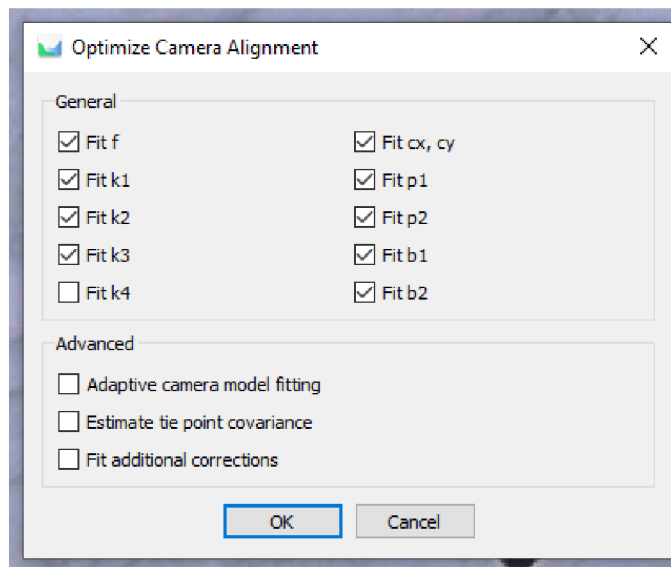 Optimize Camera Alignment
General
Fit f
Fit cx, cy
Fit k1
Fit p1
Fit k2
Fit p2
Fit k3
Fit b1
Fit k4
Fit b2
Advanced
Adaptive camera model fitting
Estimate tie point covariance
Fit additional corrections
OK
Cancel